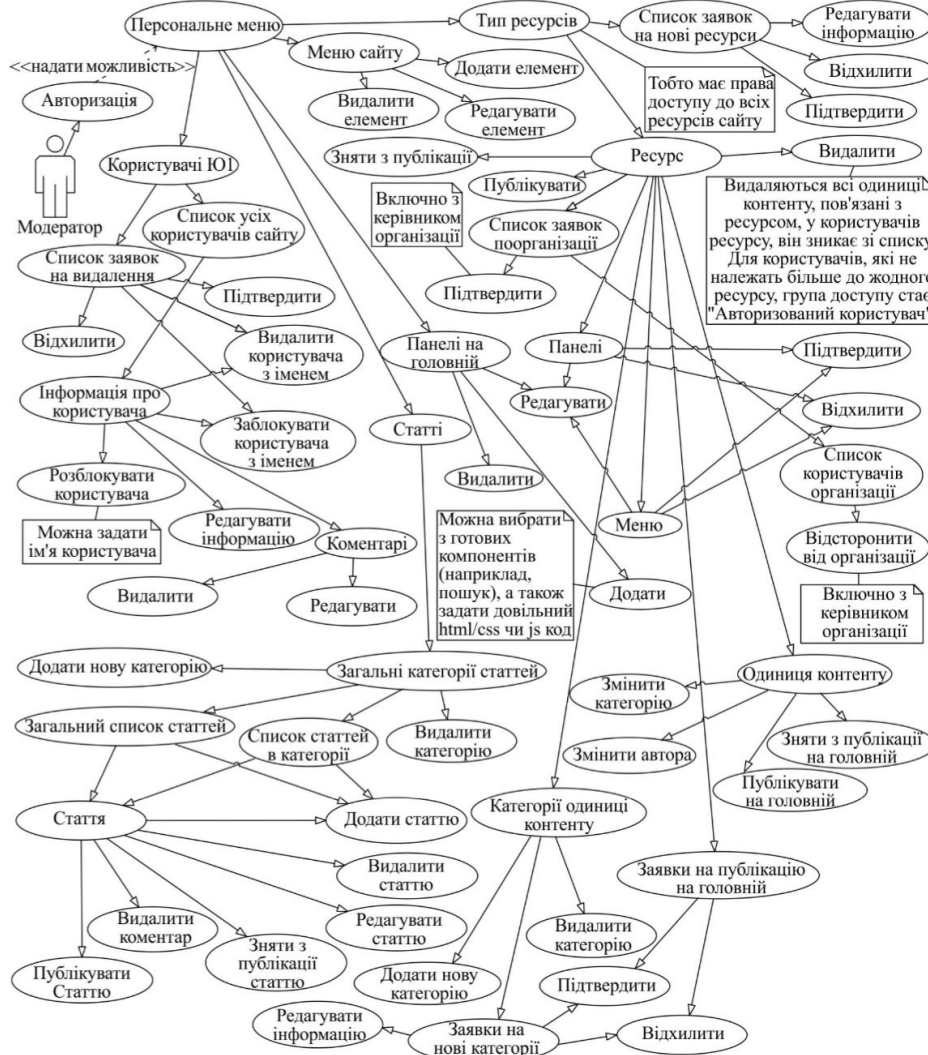 Персональне меню
Тип ресурсів
Список заявок
на нові ресурси
Редагувати
інформацію
Меню сайту
<<надати можливість>>
Додати елемент
Відхилити
Авторизація
Видалити
елемент
Редагувати
елемент
Тобто має права
доступу до всіх
ресурсів сайту
Підтвердити
Користувачі Ю1
Зняти з публікації
Ресурс
Видалити
Модератор
Список усіх
користувачів сайту
Включно з
керівником
організації
Публікувати
Видаляються всі одиниці
контенту, пов'язані з
ресурсом, у користувачів
ресурсу, він зникає зі списку.
Для користувачів, які не
належать більше до жодного
ресурсу, група доступу стає
"Авторизований користувач"
Список заявок
поорганізації
Список заявок
на видалення
Підтвердити
Підтвердити
Відхилити
Видалити
користувача
з іменем
Панелі на
головній
Панелі
Підтвердити
Інформація про
користувача
Редагувати
Відхилити
Заблокувати
користувача
з іменем
Статті
Список
користувачів
організації
Розблокувати
користувача
Видалити
Можна задати
ім'я користувача
Редагувати
інформацію
Коментарі
Можна вибрати
з готових
компонентів
(наприклад,
пошук), а також
задати довільний
html/css чи js код
Меню
Відсторонити
від організації
Видалити
Редагувати
Додати
Включно з
керівником
організації
Додати нову категорію
Загальні категорії статтей
Змінити
категорію
Одиниця контенту
Загальний список статтей
Список статтей
в категорії
Видалити
категорію
Змінити автора
Зняти з публікації
на головній
Публікувати
на головній
Стаття
Додати статтю
Категорії одиниці
контенту
Видалити
статтю
Заявки на публікацію
на головній
Видалити
коментар
Редагувати
статтю
Видалити
категорію
Публікувати
Статтю
Зняти з
публікації
статтю
Додати нову
категорію
Підтвердити
Редагувати
інформацію
Заявки на
нові категорії
Відхилити